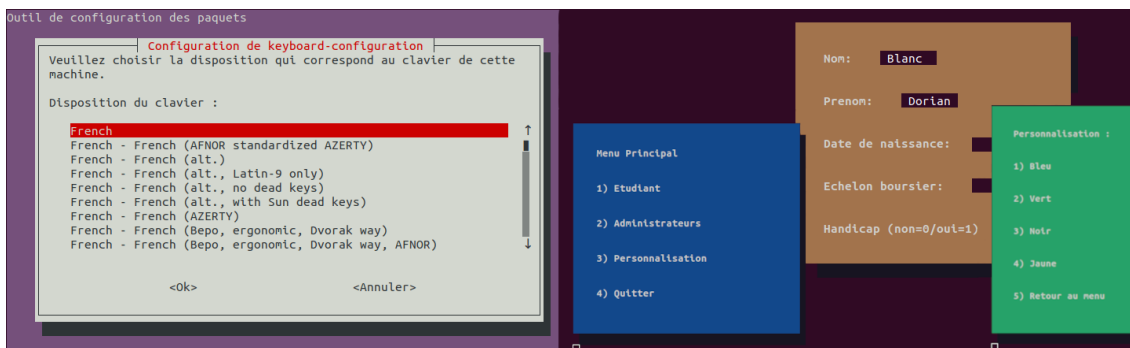 Outil de configuration des paquets
Configuration de keyboard-configuration
Veuillez choisir la disposition qui correspond au clavier de cette
machine.
Disposition du clavier :
French
French - French (AFNOR standardized AZERTY)
French - French (alt.)
French - French (alt., Latin-9 only)
French - French (alt., no dead keys)
French - French (alt., with Sun dead keys)
French - French (AZERTY)
French - French (Bepo, ergonomic, Dvorak way)
French - French (Bepo, ergonomic, Dvorak way, AFNOR)
<Ok> <Annuler>
Menu Principal
1) Etudiant
2) Administrateurs
3) Personnalisation
4) Quitter
Nom: Blanc
Prenom: Dorian
Date de naissance:
Echelon boursier:
Handicap (non=0/oui=1)
Personnalisation :
1) Bleu
2) Vert
3) Noir
4) Jaune
5) Retour au menu